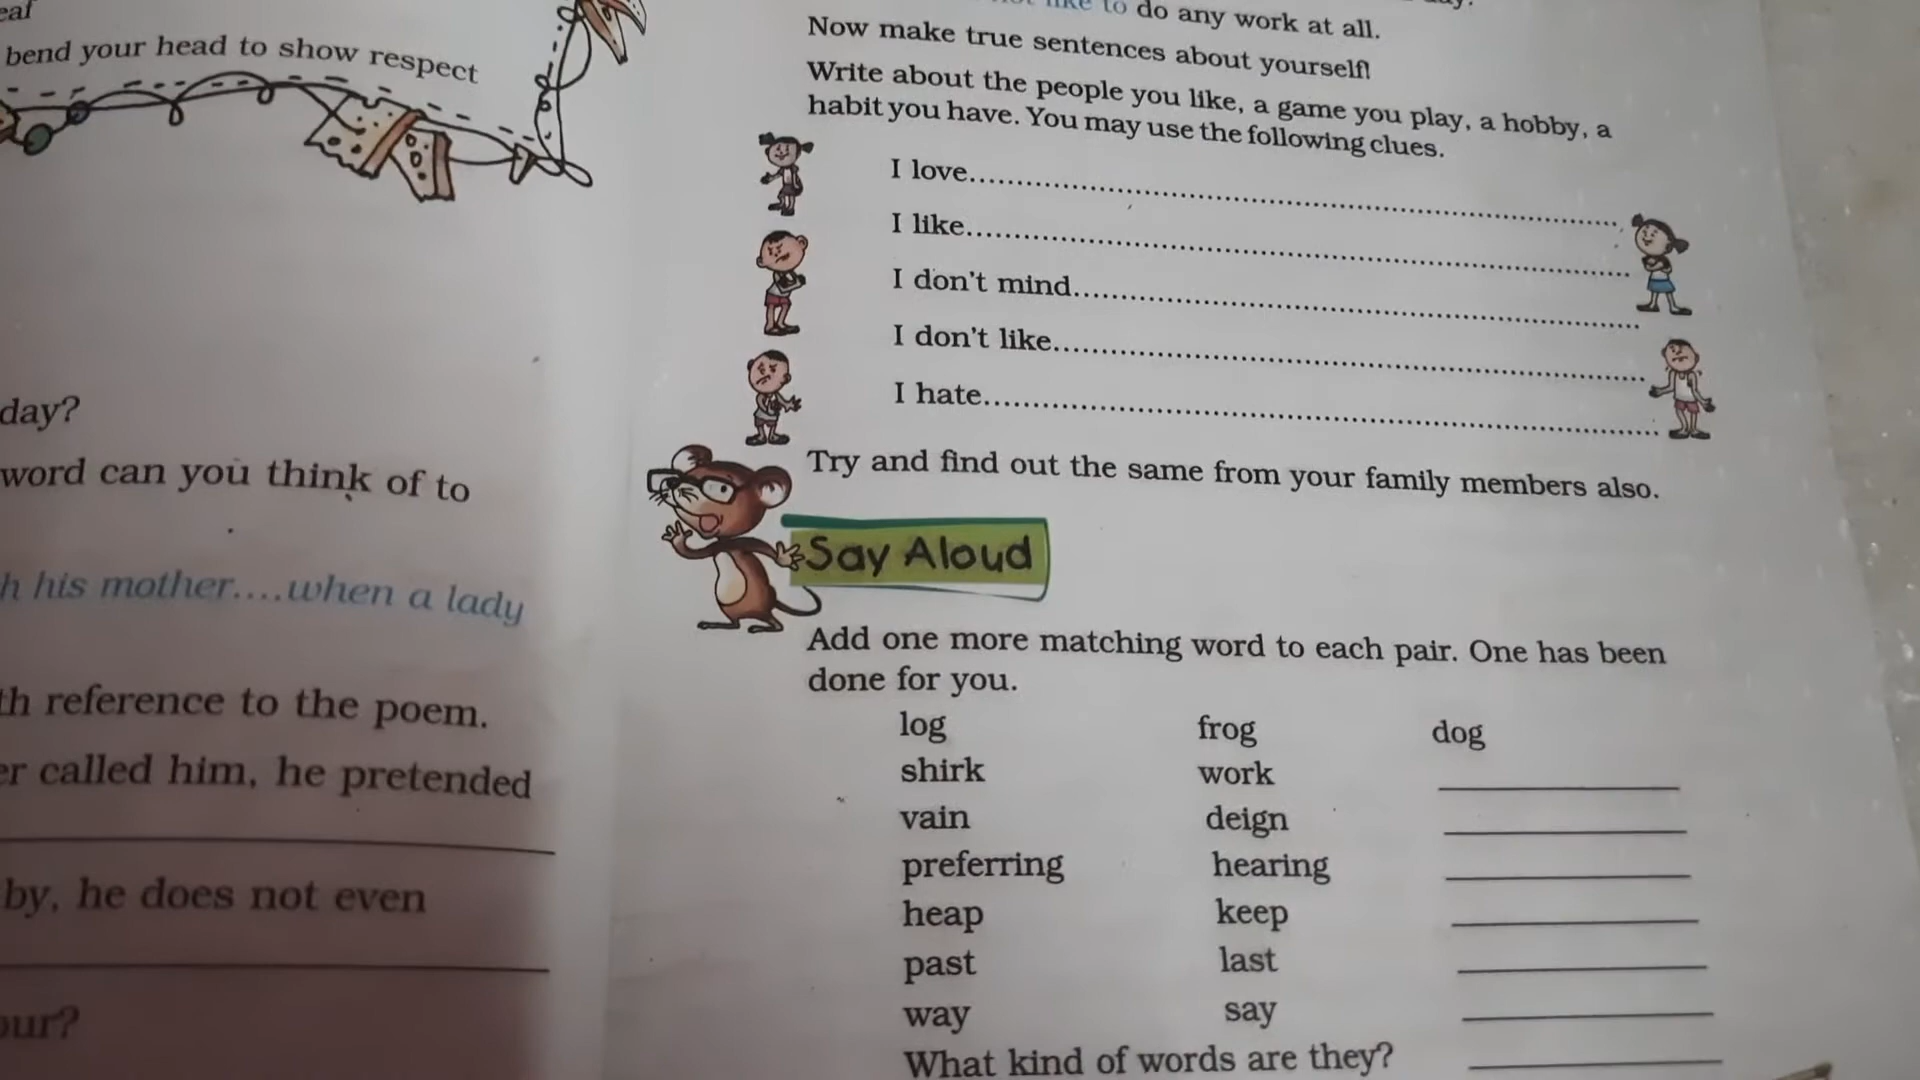 bend your head to show respect
day?
word can you think of to
h his mother....when a lady
th reference to the poem.
er called him, he pretended
by, he does not even
our?
like to do any work at all.
Now make true sentences about yourself!
Write about the people you like, a game you play, a hobby, a
habit you have. You may use the following clues.
I love
I like
I don't mind
I don't like
I hate
Try and find out the same from your family members also.
Say Aloud
Add one more matching word to each pair. One has been
done for you.
log frog dog
shirk work
vain deign
preferring hearing
heap keep
past last
way say
What kind of words are they?